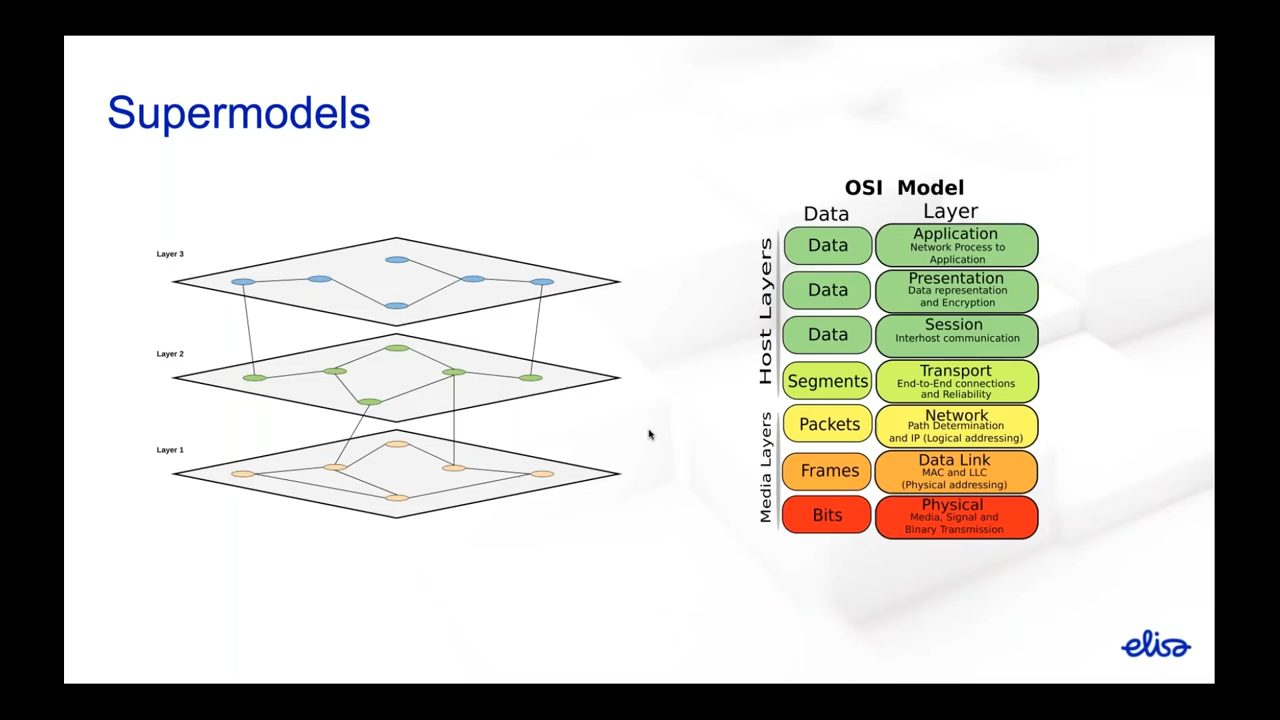 Supermodels
Layer 3
Layer 2
Layer 1
OSI Model
Data Layer
Host Layers
Data Application
Network Process to
Application
Data Presentation
Data representation
and Encryption
Data Session
Interhost communication
Segments Transport
End-to-End connections
and Reliability
Media Layers
Packets Network
Path Determination
and IP (Logical addressing)
Frames Data Link
MAC and LLC
(Physical addressing)
Bits Physical
Media, Signal and
Binary Transmission
elisa